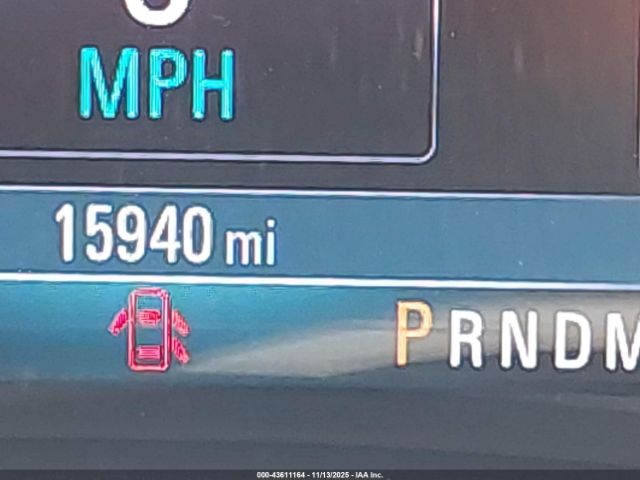 MPH
15940 mi
PRNDM
000-43611164 - 11/13/2025 - IAA Inc.